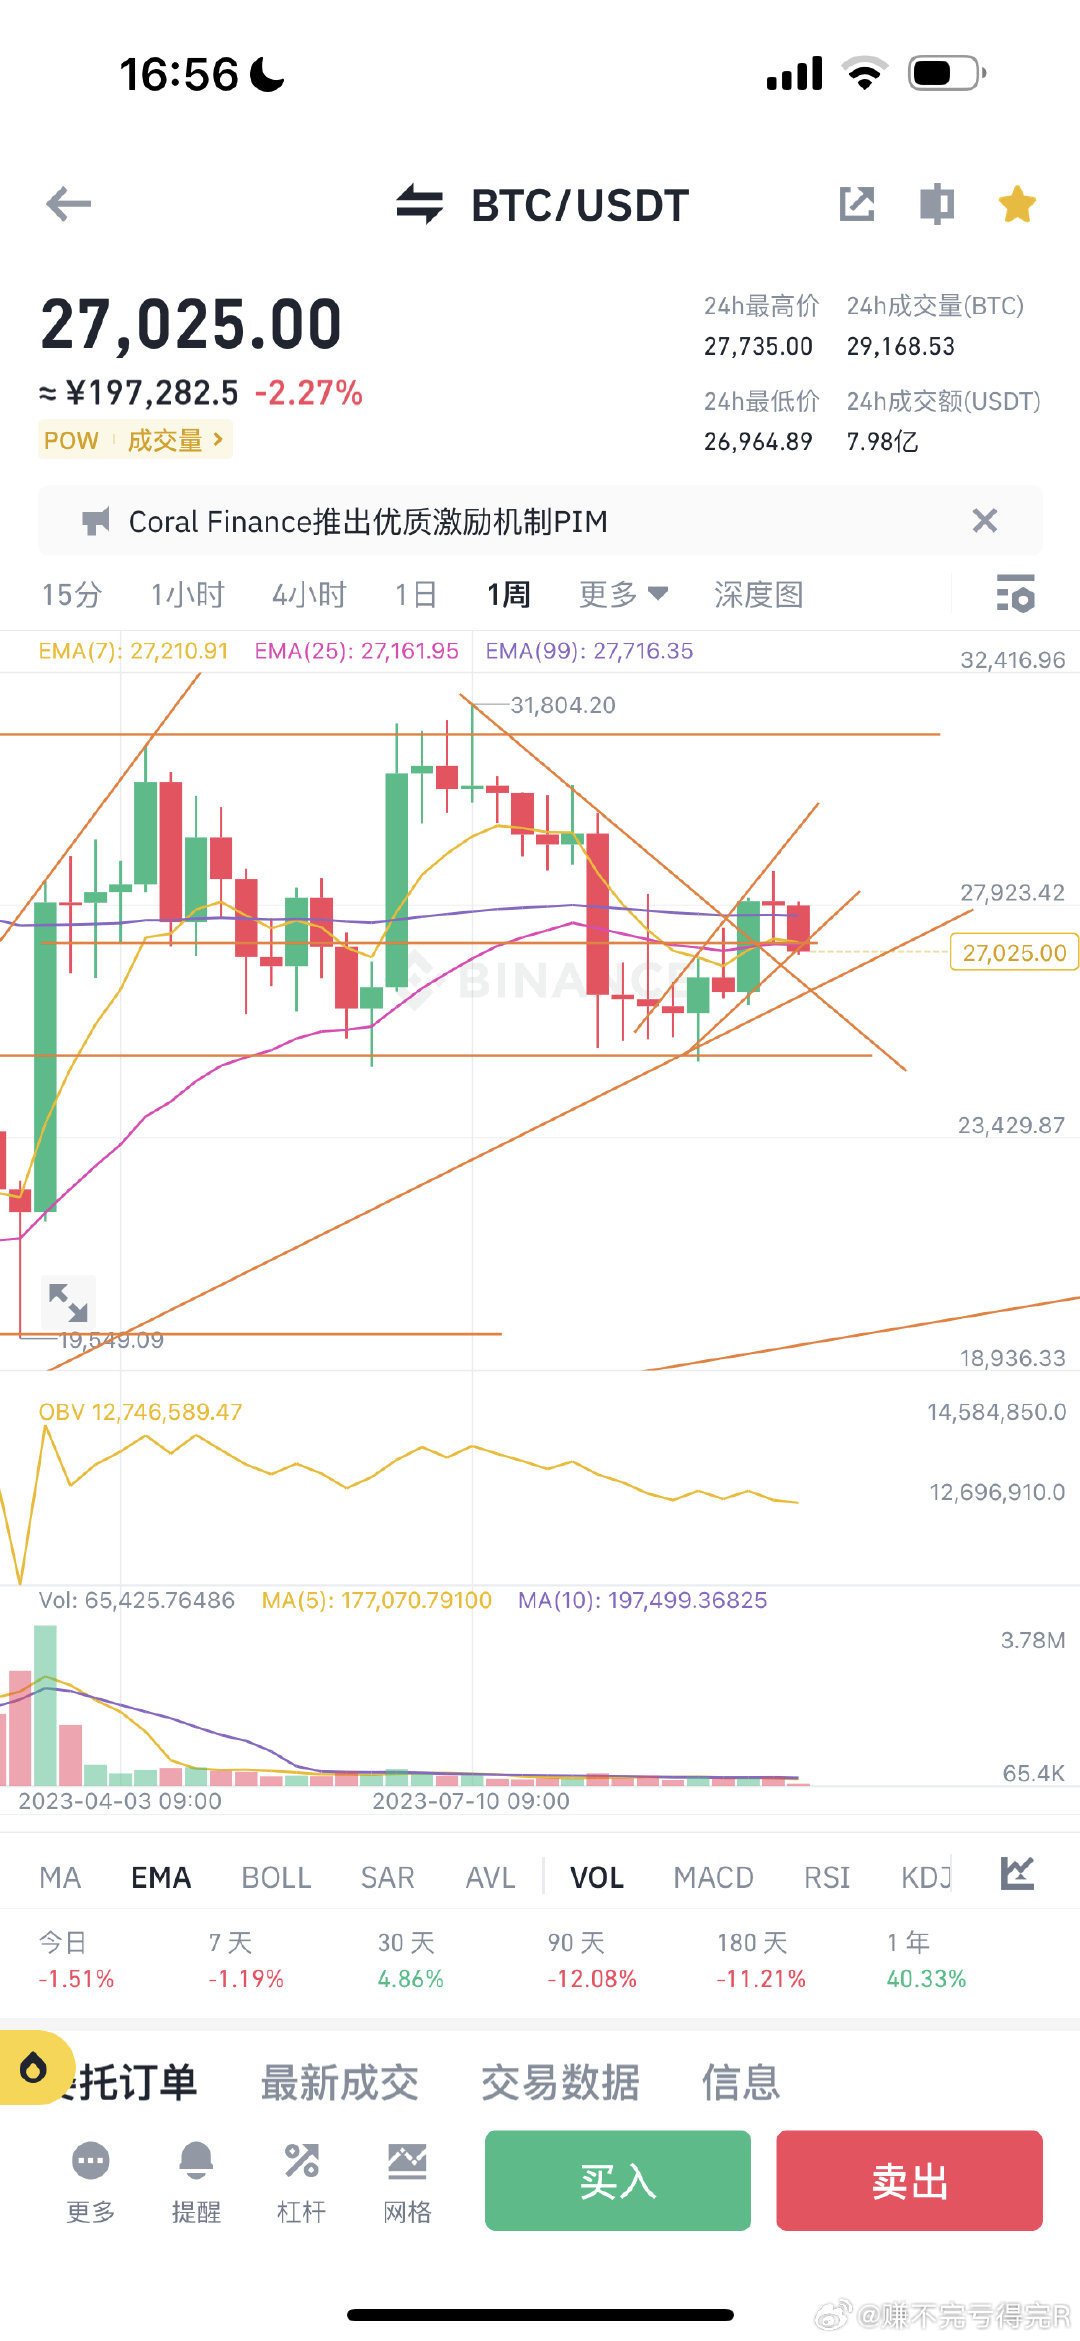 16:56
BTC/USDT
27,025.00
≈ ¥197,282.5 -2.27%
POW 成交量
24h最高价 24h成交量(BTC)
27,735.00 29,168.53
24h最低价 24h成交额(USDT)
26,964.89 7.98亿
Coral Finance推出优质激励机制PIM
15分 1小时 4小时 1日 1周 更多 深度图
EMA(7): 27,210.91 EMA(25): 27,161.95 EMA(99): 27,716.35
32,416.96
31,804.20
27,923.42
27,025.00
BINANCE
23,429.87
19,549.09
18,936.33
OBV 12,746,589.47
14,584,850.0
12,696,910.0
Vol: 65,425.76486 MA(5): 177,070.79100 MA(10): 197,499.36825
3.78M
65.4K
2023-04-03 09:00 2023-07-10 09:00
MA EMA BOLL SAR AVL VOL MACD RSI KDJ
今日 7 天 30 天 90 天 180 天 1 年
-1.51% -1.19% 4.86% -12.08% -11.21% 40.33%
委托订单 最新成交 交易数据 信息
更多 提醒 杠杆 网格 买入 卖出
@赚不完亏得完R